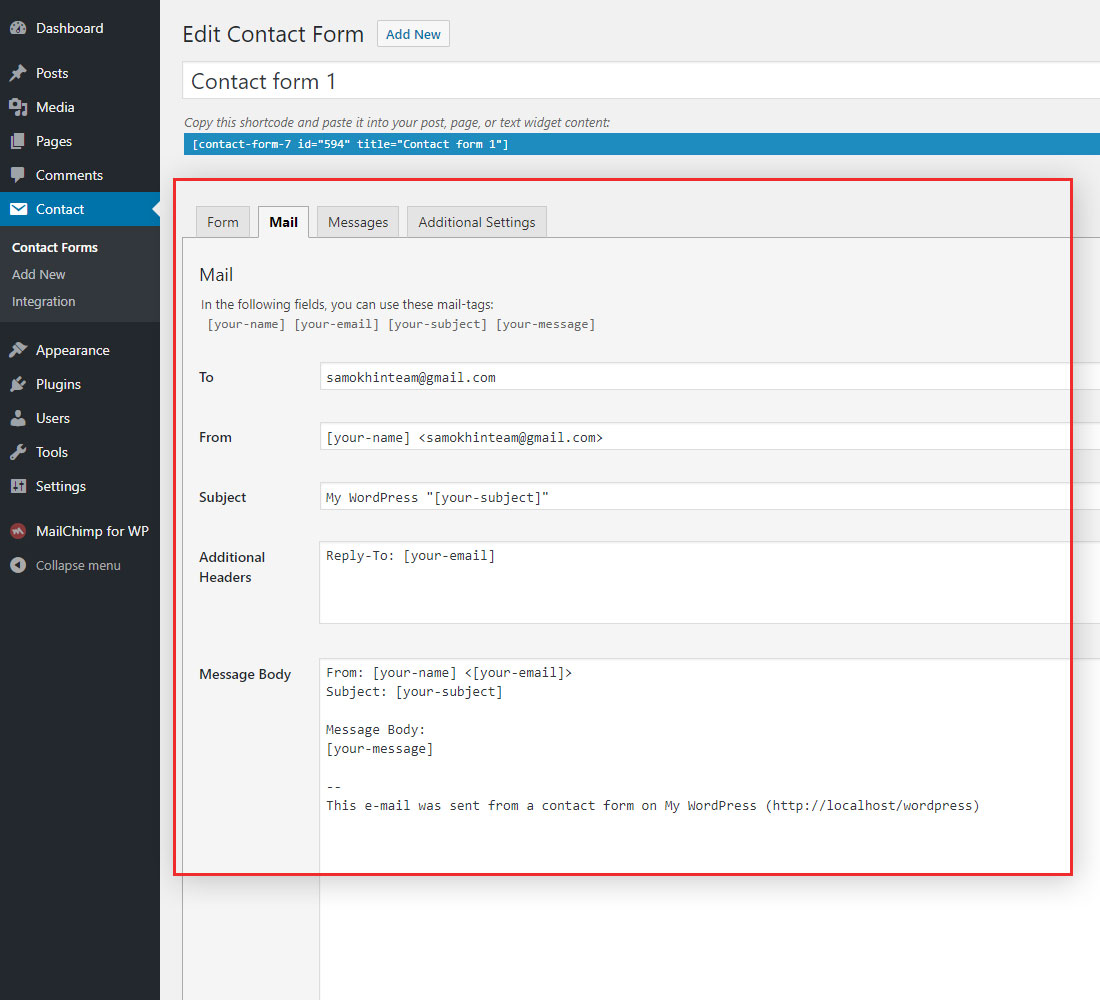 Dashboard
Posts
Media
Pages
Comments
Contact
Contact Forms
Add New
Integration
Appearance
Plugins
Users
Tools
Settings
MailChimp for WP
Collapse menu
Edit Contact Form Add New
Contact form 1
Copy this shortcode and paste it into your post, page, or text widget content:
[contact-form-7 id="594" title="Contact form 1"]
Form Mail Messages Additional Settings
Mail
In the following fields, you can use these mail-tags:
[your-name] [your-email] [your-subject] [your-message]
To samokhinteam@gmail.com
From [your-name] <samokhinteam@gmail.com>
Subject My WordPress "[your-subject]"
Additional Reply-To: [your-email]
Headers
Message Body From: [your-name] <[your-email]>
Subject: [your-subject]
Message Body:
[your-message]
--
This e-mail was sent from a contact form on My WordPress (http://localhost/wordpress)